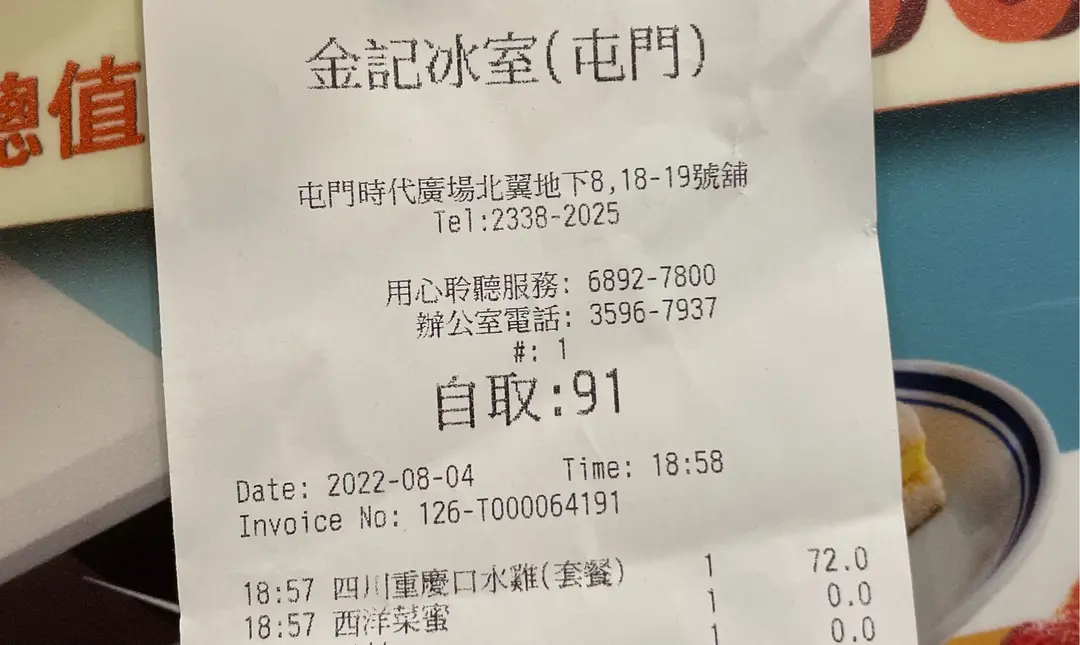 總值
金記冰室(屯門)
屯門時代廣場北翼地下8,18-19號舖
Tel:2338-2025
用心聆聽服務: 6892-7800
辦公室電話: 3596-7937
#: 1
自取:91
Date: 2022-08-04 Time: 18:58
Invoice No: 126-T000064191
18:57 四川重慶口水雞(套餐) 1 72.0
18:57 西洋菜蜜 1 0.0
1 0.0